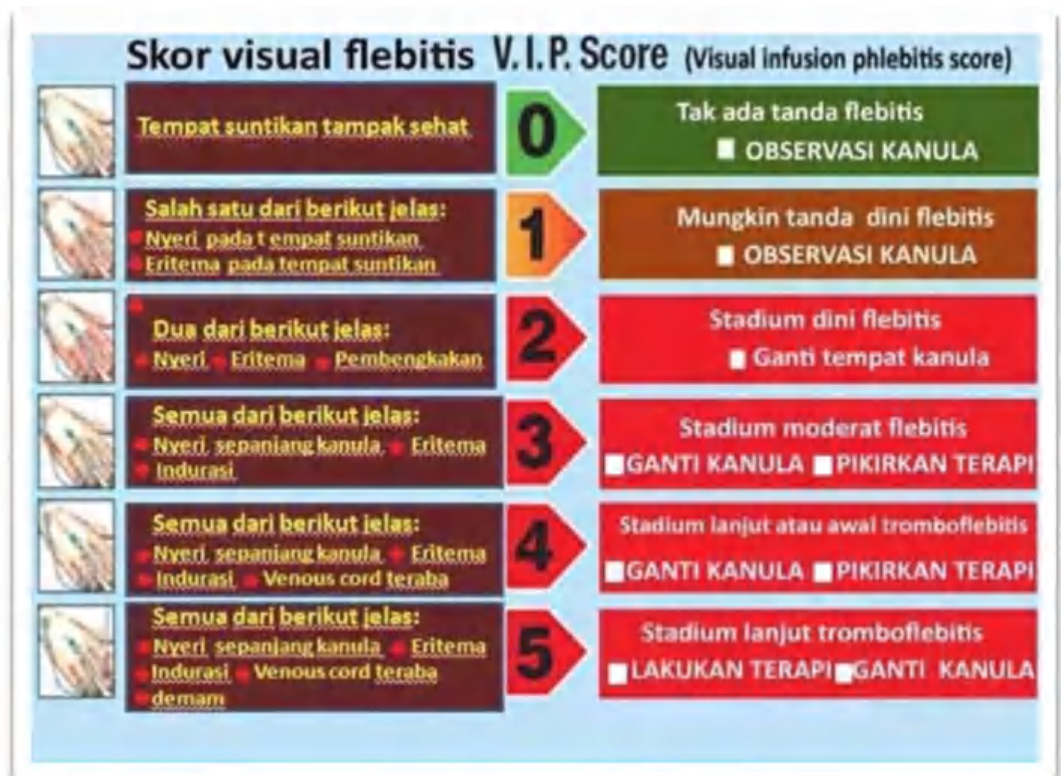 Skor visual flebitis V.I.P. Score (Visual infusion phlebitis score)
Tempat suntikan tampak sehat
0
Tak ada tanda flebitis
OBSERVASI KANULA
Salah satu dari berikut jelas:
Nyeri pada t empat suntikan
Eritema pada tempat suntikan
1
Mungkin tanda dini flebitis
OBSERVASI KANULA
Dua dari berikut jelas:
Nyeri Eritema Pembengkakan
2
Stadium dini flebitis
Ganti tempat kanula
Semua dari berikut jelas:
Nyeri sepanjang kanula Eritema
Indurasi
3
Stadium moderat flebitis
GANTI KANULA PIKIRKAN TERAPI
Semua dari berikut jelas:
Nyeri sepanjang kanula Eritema
Indurasi Venous cord teraba
4
Stadium lanjut atau awal tromboflebitis
GANTI KANULA PIKIRKAN TERAPI
Semua dari berikut jelas:
Nyeri sepanjang kanula Eritema
Indurasi Venous cord teraba
demam
5
Stadium lanjut tromboflebitis
LAKUKAN TERAPI GANTI KANULA